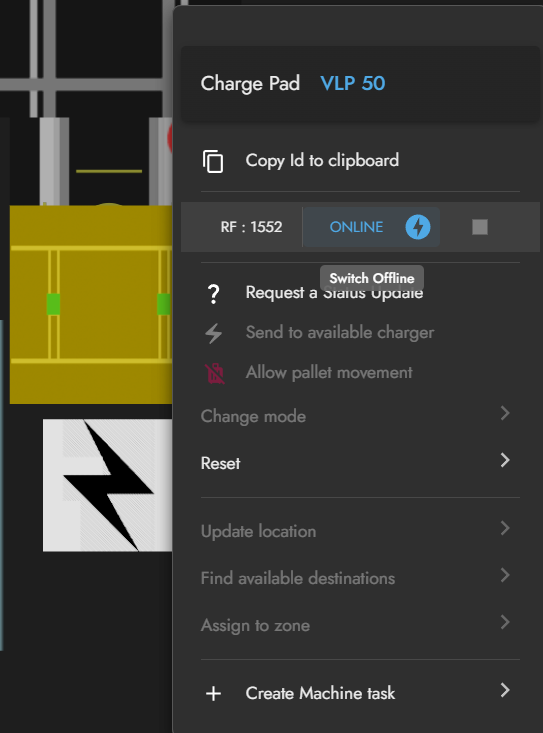 Charge Pad VLP 50
Copy Id to clipboard
RF : 1552 ONLINE
Switch Offline
Request a Status Update
Send to available charger
Allow pallet movement
Change mode
Reset
Update location
Find available destinations
Assign to zone
Create Machine task